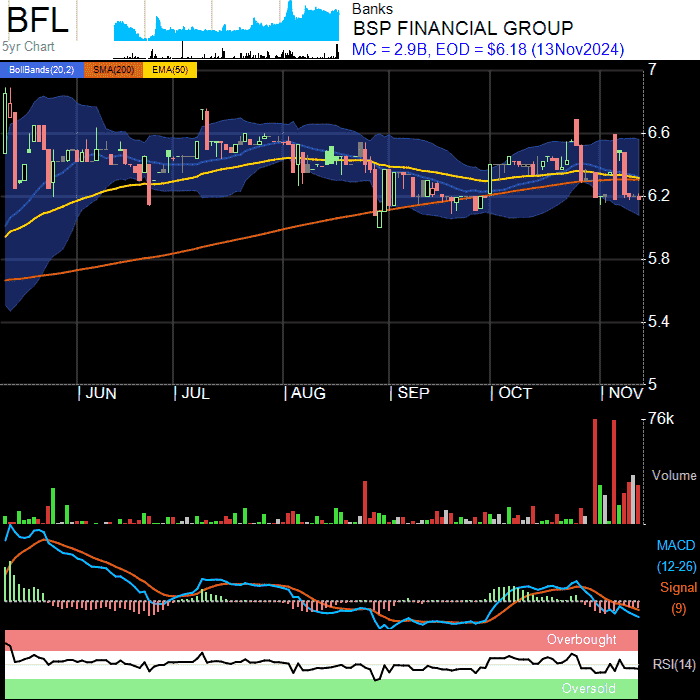 BFL
5yr Chart
Banks
BSP FINANCIAL GROUP
MC = 2.9B, EOD = $6.18 (13Nov2024)
BollBands(20,2) SMA(200) EMA(50)
7
6.6
6.2
5.8
5.4
5
| JUN | JUL | AUG | SEP | OCT | NOV
76k
Volume
MACD
(12-26)
Signal
(9)
Overbought
RSI(14)
Oversold